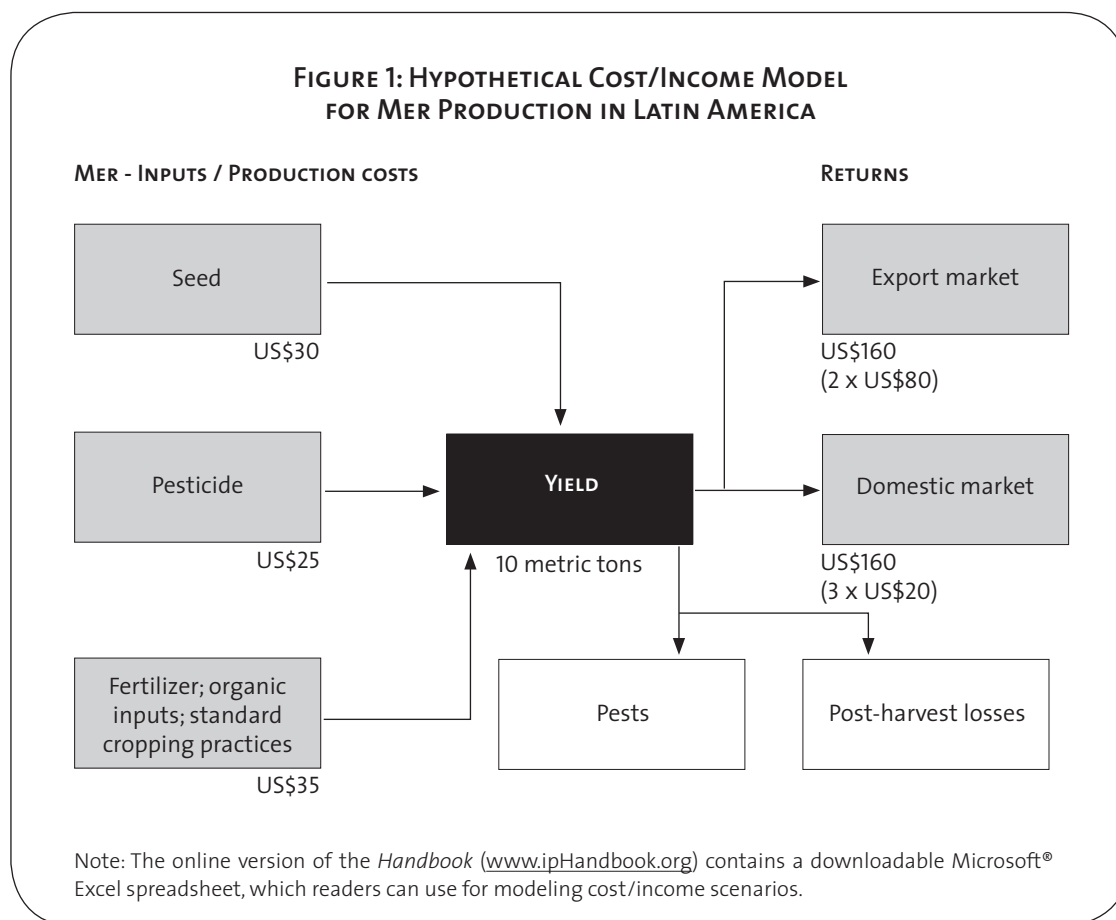 Figure 1: Hypothetical Cost/Income Model
for Mer Production in Latin America
Mer - Inputs / Production costs
Returns
Seed
US$30
Export market
US$160
(2 x US$80)
Pesticide
US$25
Yield
10 metric tons
Domestic market
US$160
(3 x US$20)
Fertilizer; organic
inputs; standard
cropping practices
US$35
Pests
Post-harvest losses
Note: The online version of the Handbook (www.ipHandbook.org) contains a downloadable Microsoft®
Excel spreadsheet, which readers can use for modeling cost/income scenarios.